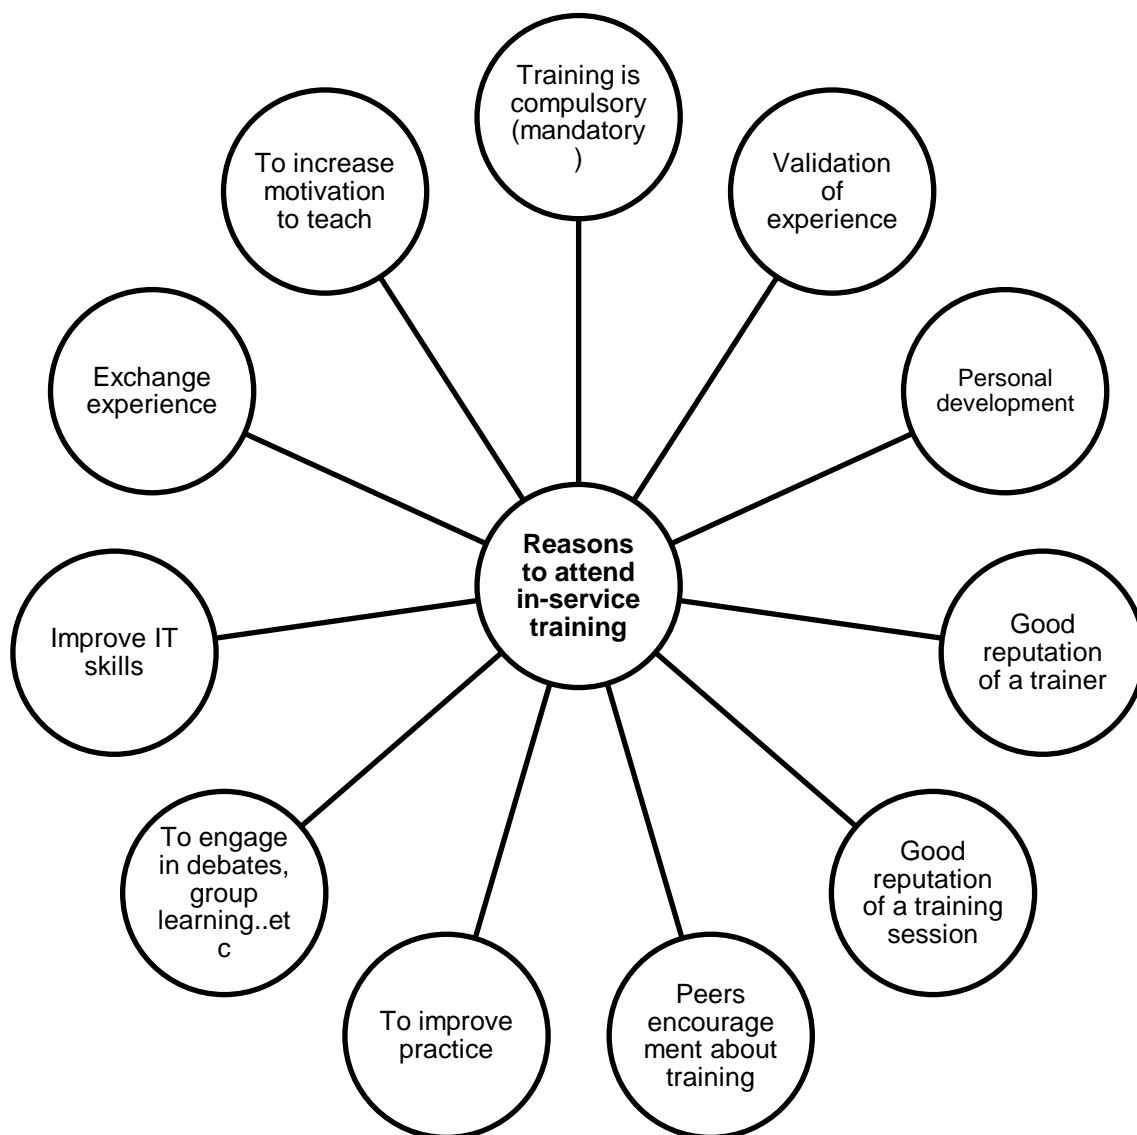 Training is
compulsory
(mandatory
)
Validation
of
experience
Personal
development
Good
reputation
of a trainer
Good
reputation
of a training
session
Peers
encourage
ment about
training
To improve
practice
To engage
in debates,
group
learning..et
c
Improve IT
skills
Exchange
experience
To increase
motivation
to teach
Reasons
to attend
in-service
training